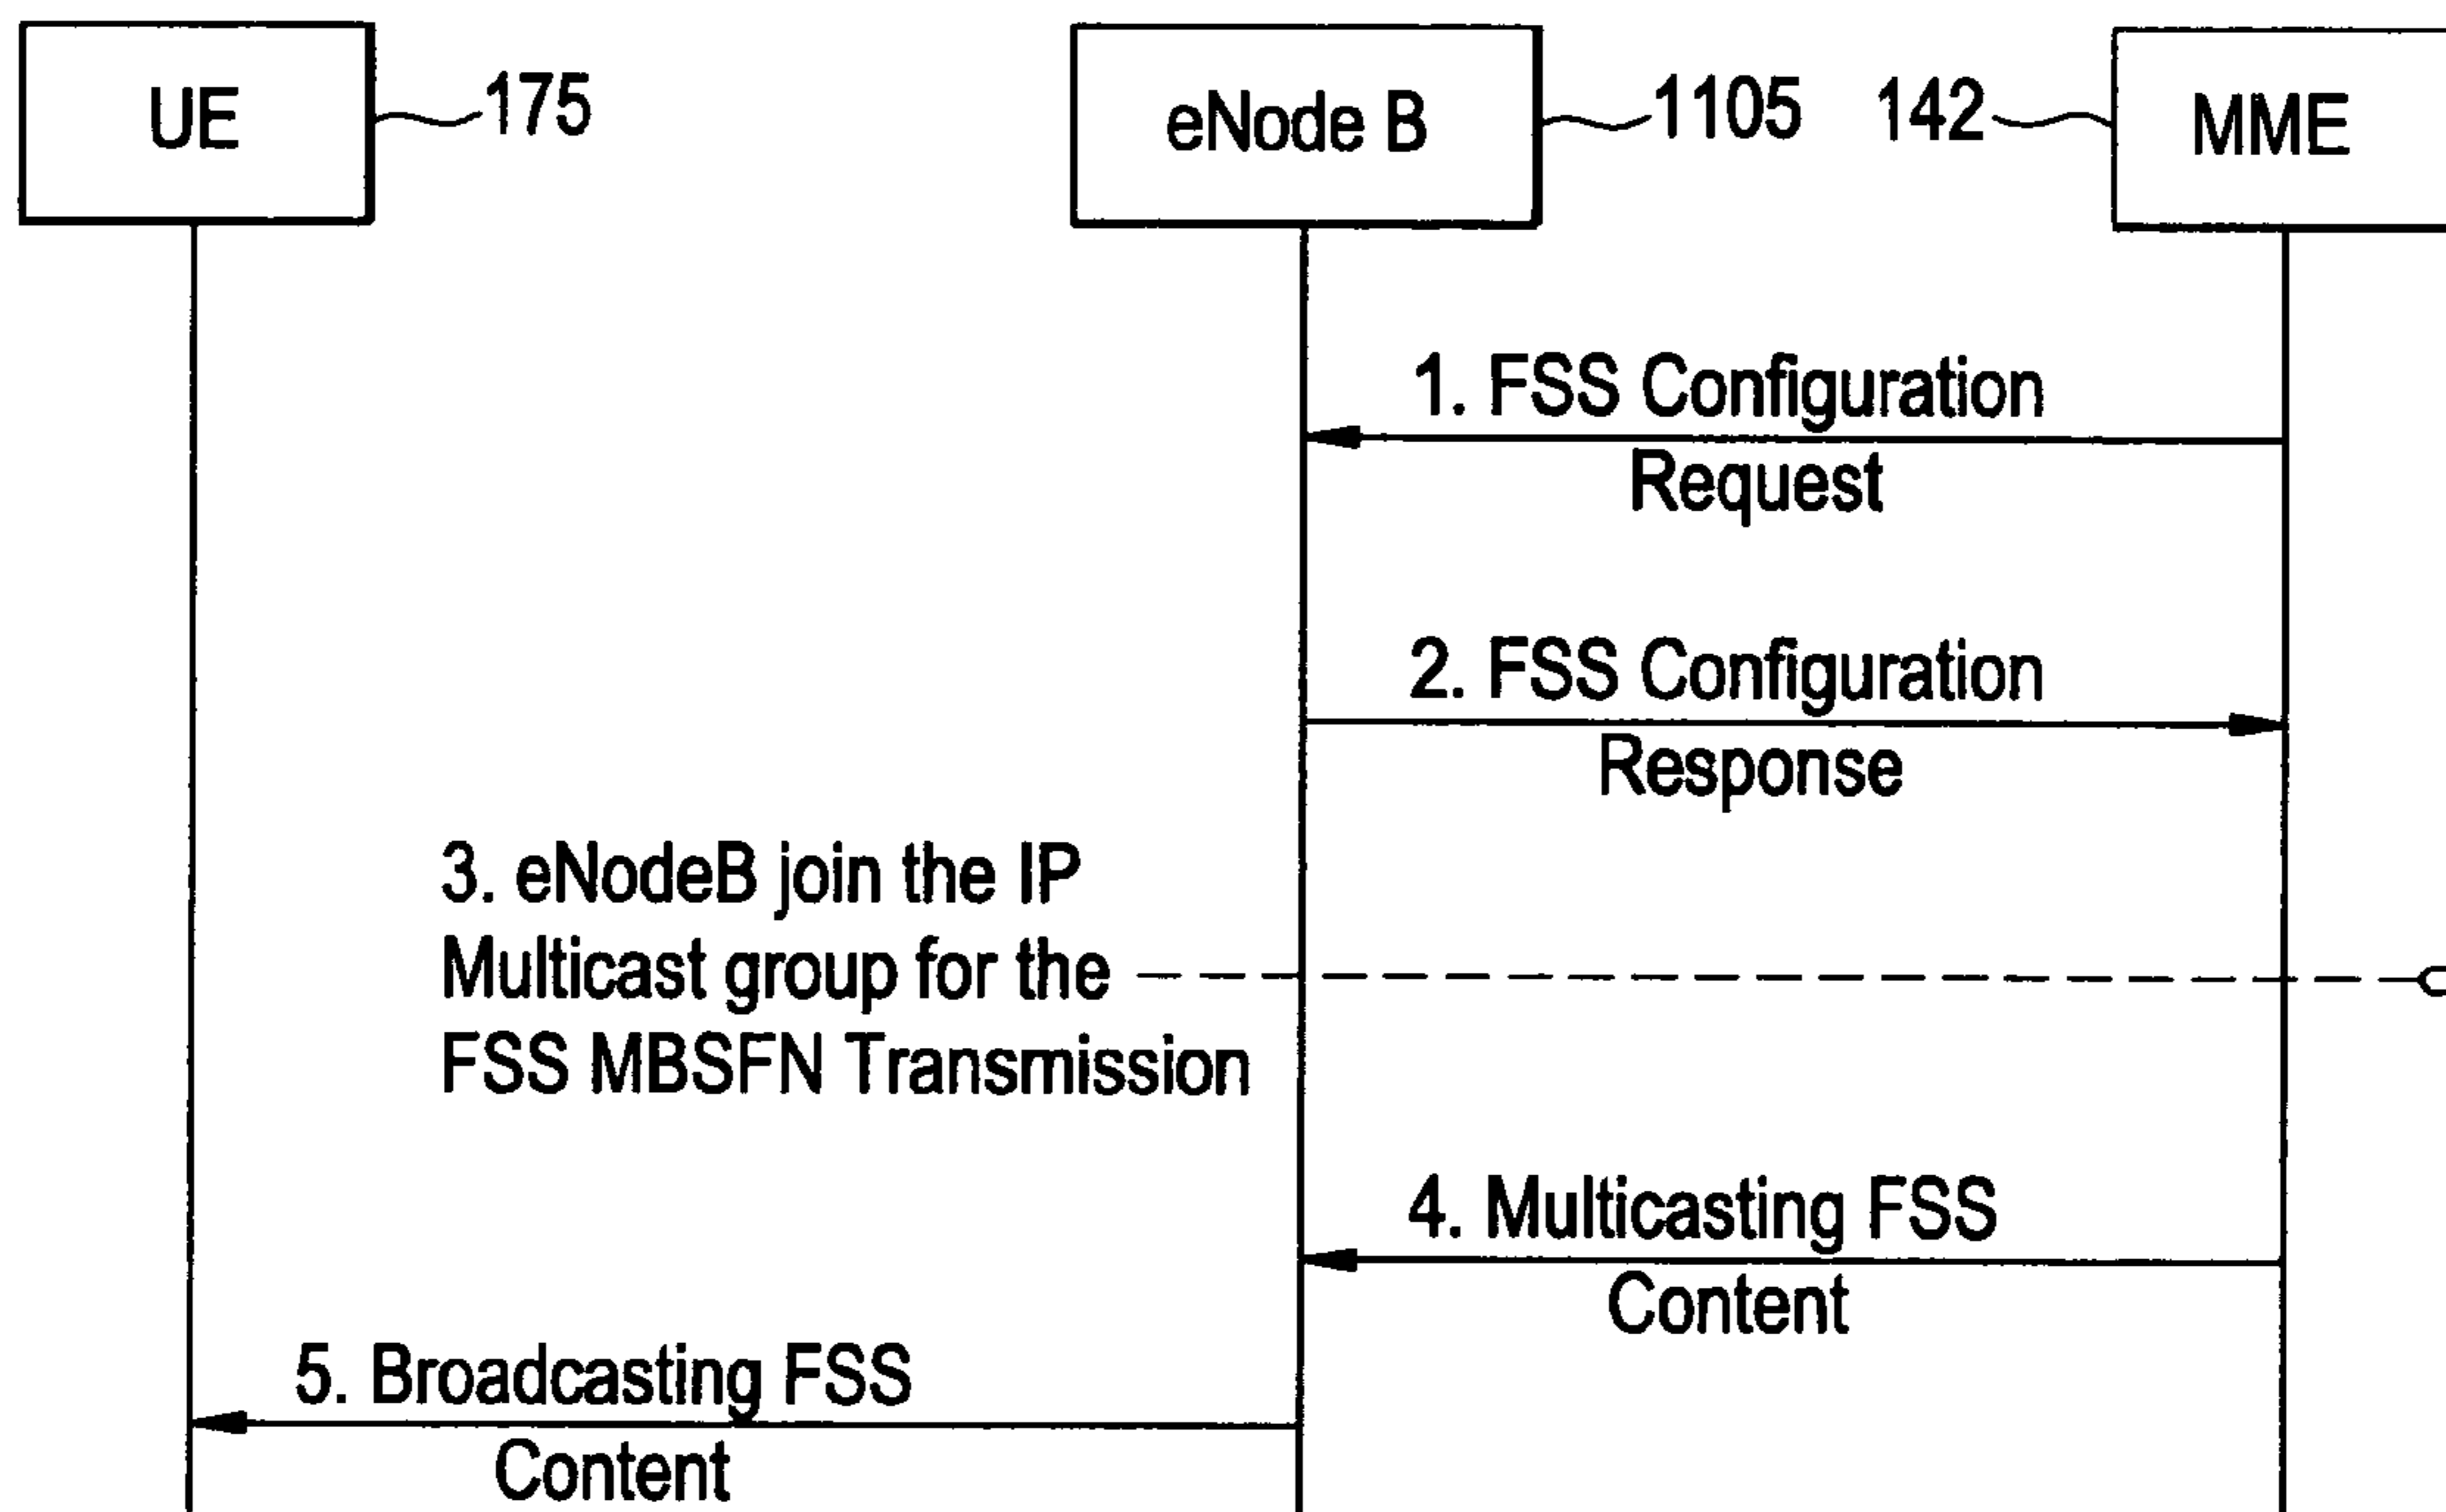 UE
175
eNode B
1105
142
MME
1. FSS Configuration
Request
2. FSS Configuration
Response
3. eNodeB join the IP
Multicast group for the
FSS MBSFN Transmission
4. Multicasting FSS
Content
5. Broadcasting FSS
Content